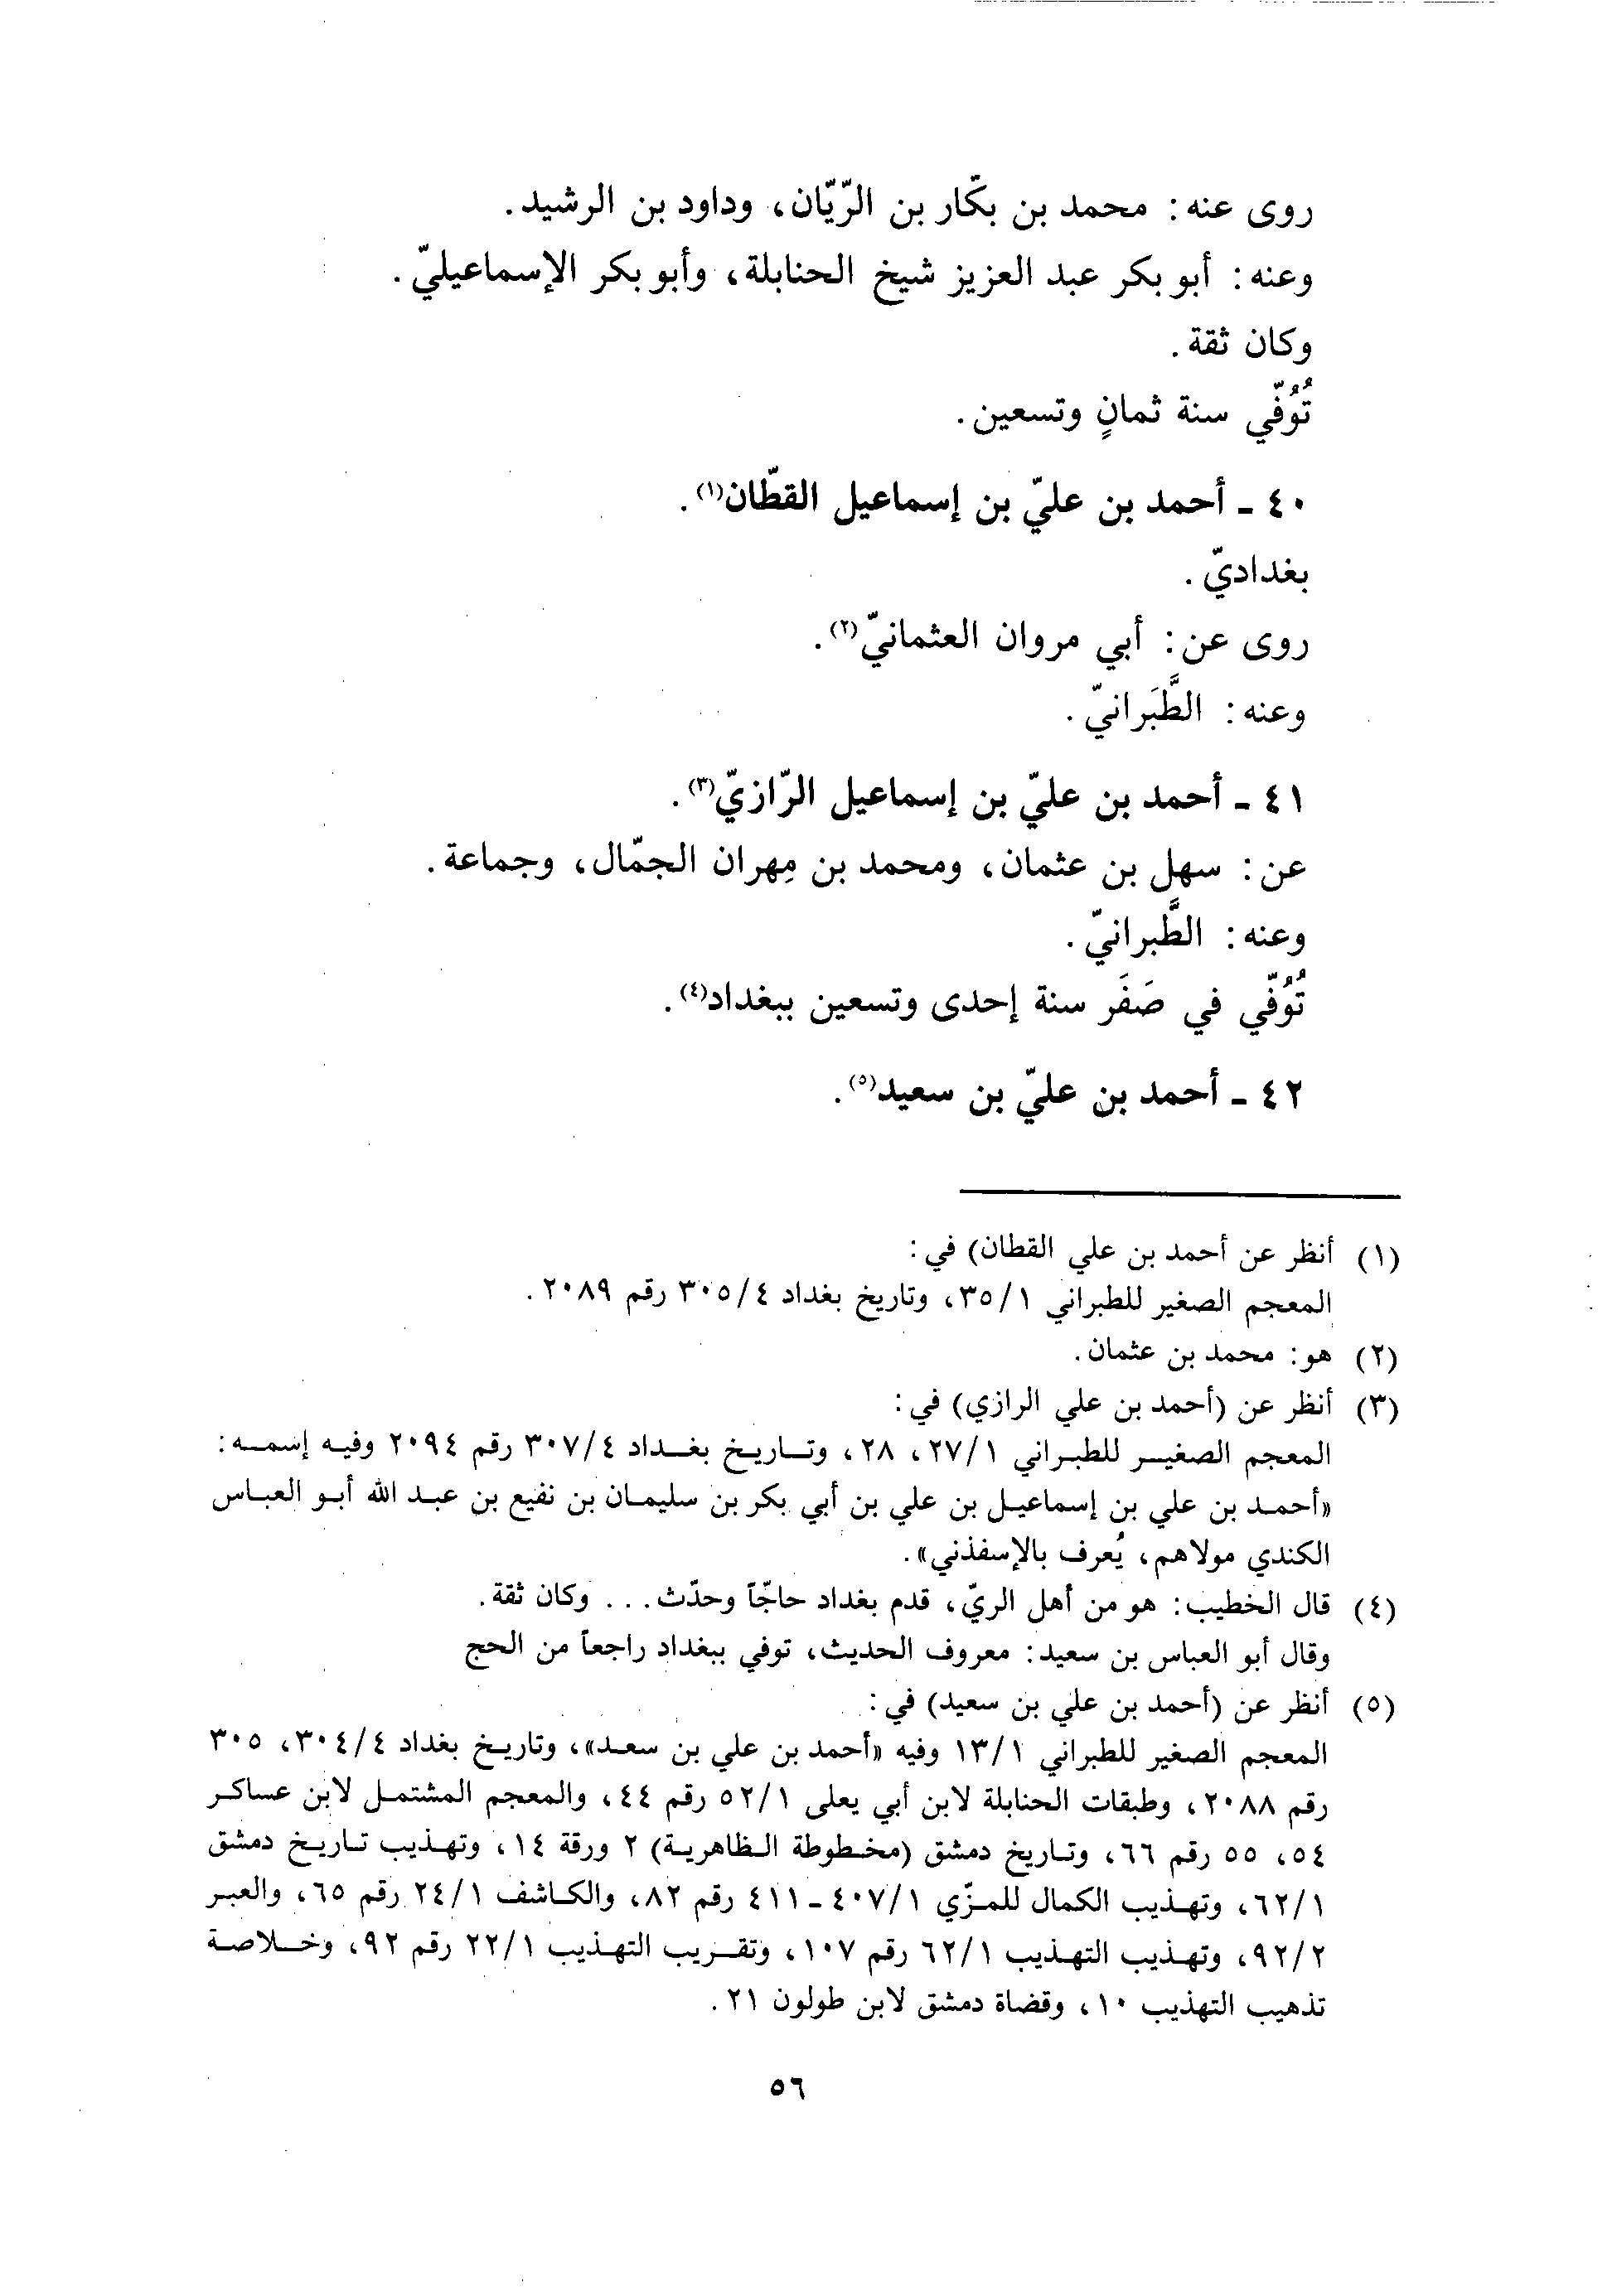 روى عنه: محمد بن بكّار بن الرّيّان، وداود بن الرشيد.
وعنه: أبو بكر عبد العزيز شيخ الحنابلة، وأبو بكر الإسماعيليّ.
وكان ثقة.
تُوُفّي سنة ثمانٍ وتسعين.
٤٠ ـ أحمد بن عليّ بن إسماعيل القطّان(١).
بغداديّ.
روى عن: أبي مروان العثمانيّ(٢).
وعنه: الطَّبَرانيّ.
٤١ ـ أحمد بن عليّ بن إسماعيل الرّازيّ(٣).
عن: سهل بن عثمان، ومحمد بن مِهران الجمّال، وجماعة.
وعنه: الطَّبرانيّ.
تُوُفّي في صَفَر سنة إحدى وتسعين ببغداد(٤).
٤٢ ـ أحمد بن عليّ بن سعيد(٥).
(١) أنظر عن أحمد بن علي القطان) في:
المعجم الصغير للطبراني ٣٥/١، وتاريخ بغداد ٣٠٥/٤ رقم ٢٠٨٩.
(٢) هو: محمد بن عثمان.
(٣) أنظر عن (أحمد بن علي الرازي) في:
المعجم الصغير للطبراني ٢٧/١، ٢٨، وتاريخ بغداد ٣٠٧/٤ رقم ٢٠٩٤ وفيه إسمه:
«أحمد بن علي بن إسماعيل بن علي بن أبي بكر بن سليمان بن نفيع بن عبد الله أبو العباس
الكندي مولاهم، يُعرف بالإسفذني».
(٤) قال الخطيب: هو من أهل الريّ، قدم بغداد حاجّاً وحدّث... وكان ثقة.
وقال أبو العباس بن سعيد: معروف الحديث، توفي ببغداد راجعاً من الحج
(٥) أنظر عن (أحمد بن علي بن سعيد) في:
المعجم الصغير للطبراني ١٣/١ وفيه «أحمد بن علي بن سعد»، وتاريخ بغداد ٣٠٤/٤، ٣٠٥
رقم ٢٠٨٨، وطبقات الحنابلة لابن أبي يعلى ٥٢/١ رقم ٤٤، والمعجم المشتمل لابن عساكر
٥٤، ٥٥ رقم ٦٦، وتاريخ دمشق (مخطوطة الظاهرية) ٢ ورقة ١٤، وتهذيب تاريخ دمشق
٦٢/١، وتهذيب الكمال للمزّي ٤٠٧/١ ـ ٤١١ رقم ٨٢، والكاشف ٢٤/١ رقم ٦٥، والعبر
٩٢/٢، وتهذيب التهذيب ٦٢/١ رقم ١٠٧، وتقريب التهذيب ٢٢/١ رقم ٩٢، وخلاصة
تذهيب التهذيب ١٠، وقضاة دمشق لابن طولون ٢١.
٥٦